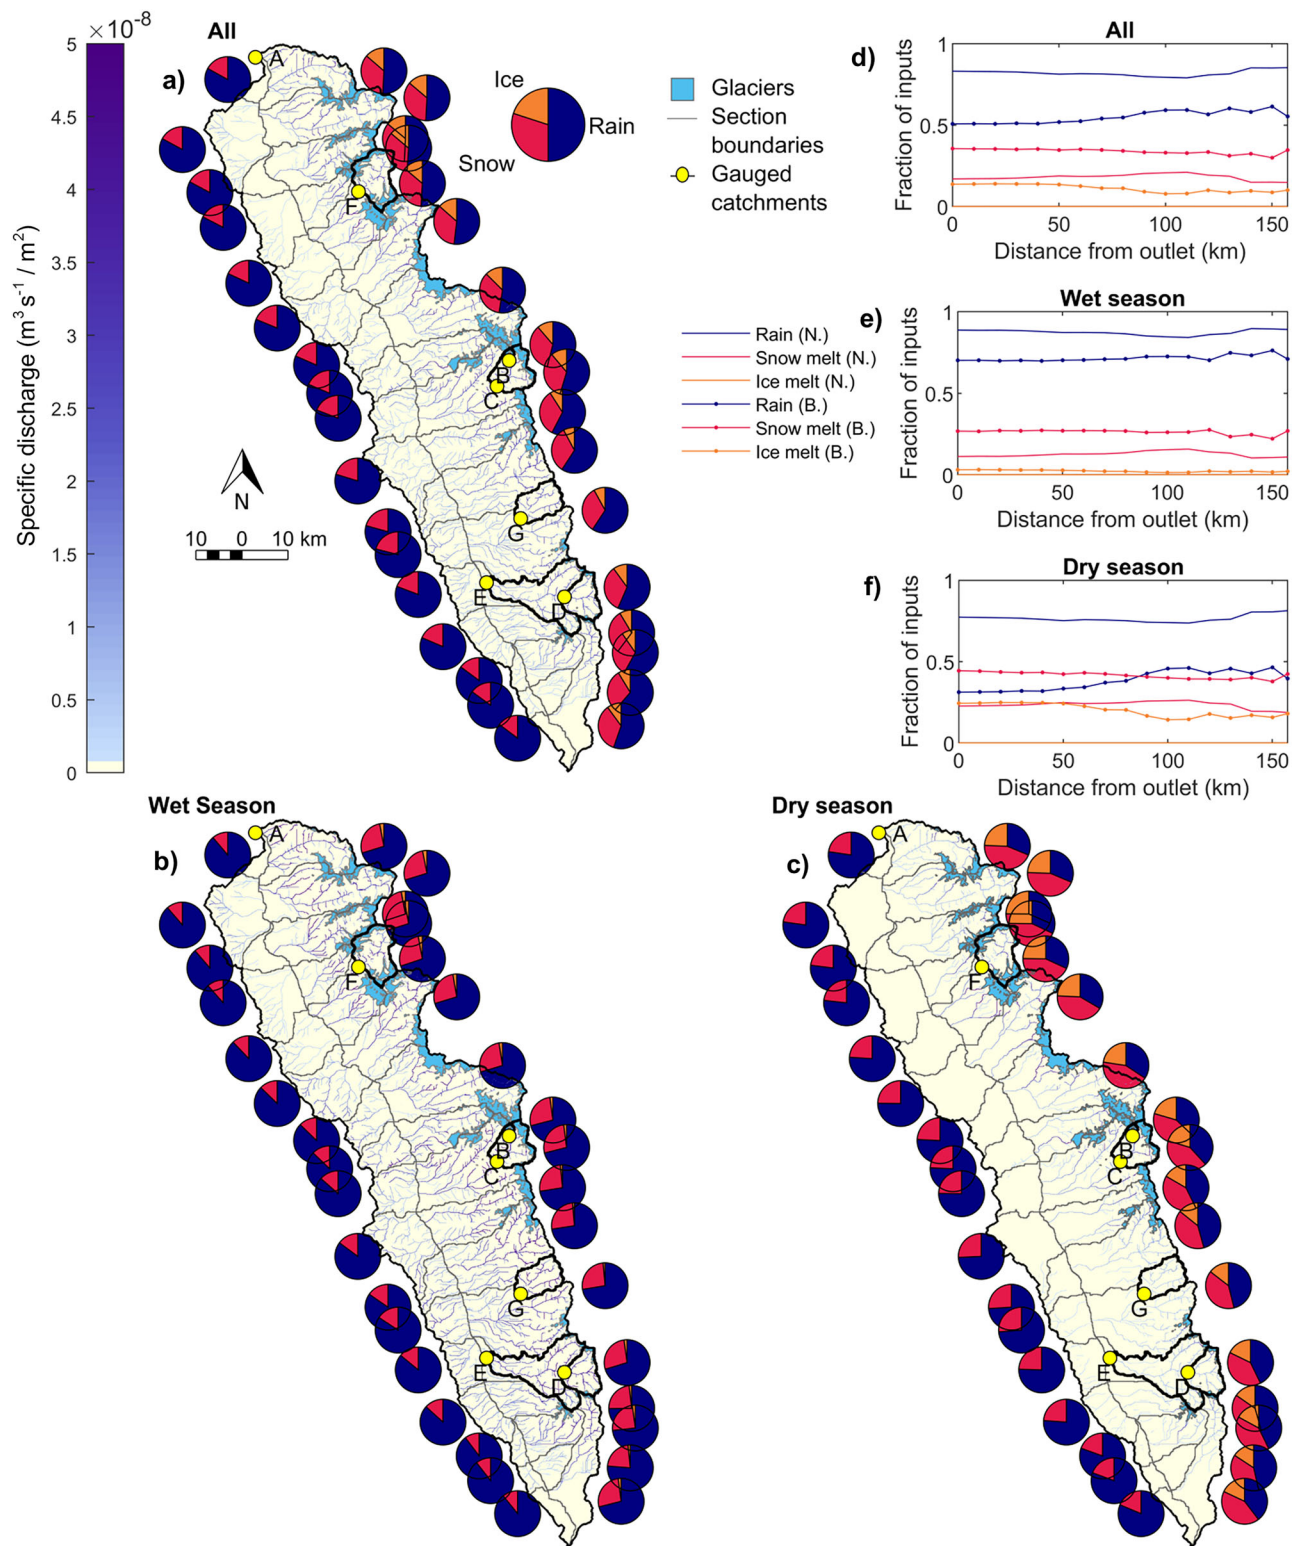 ×10⁻⁸
5
4.5
4
3.5
3
2.5
2
1.5
1
0.5
0
Specific discharge (m³ s⁻¹ / m²)
All
a)
A
F
B
C
G
E
D
Ice
Rain
Snow
N
10 0 10 km
Glaciers
Section
boundaries
Gauged
catchments
All
d)
1
0.5
0
Fraction of inputs
0 50 100 150
Distance from outlet (km)
Rain (N.)
Snow melt (N.)
Ice melt (N.)
Rain (B.)
Snow melt (B.)
Ice melt (B.)
Wet season
e)
1
0.5
0
Fraction of inputs
0 50 100 150
Distance from outlet (km)
Dry season
f)
1
0.5
0
Fraction of inputs
0 50 100 150
Distance from outlet (km)
Wet Season
b)
A
F
B
C
G
E
D
Dry season
c)
A
F
B
C
G
E
D